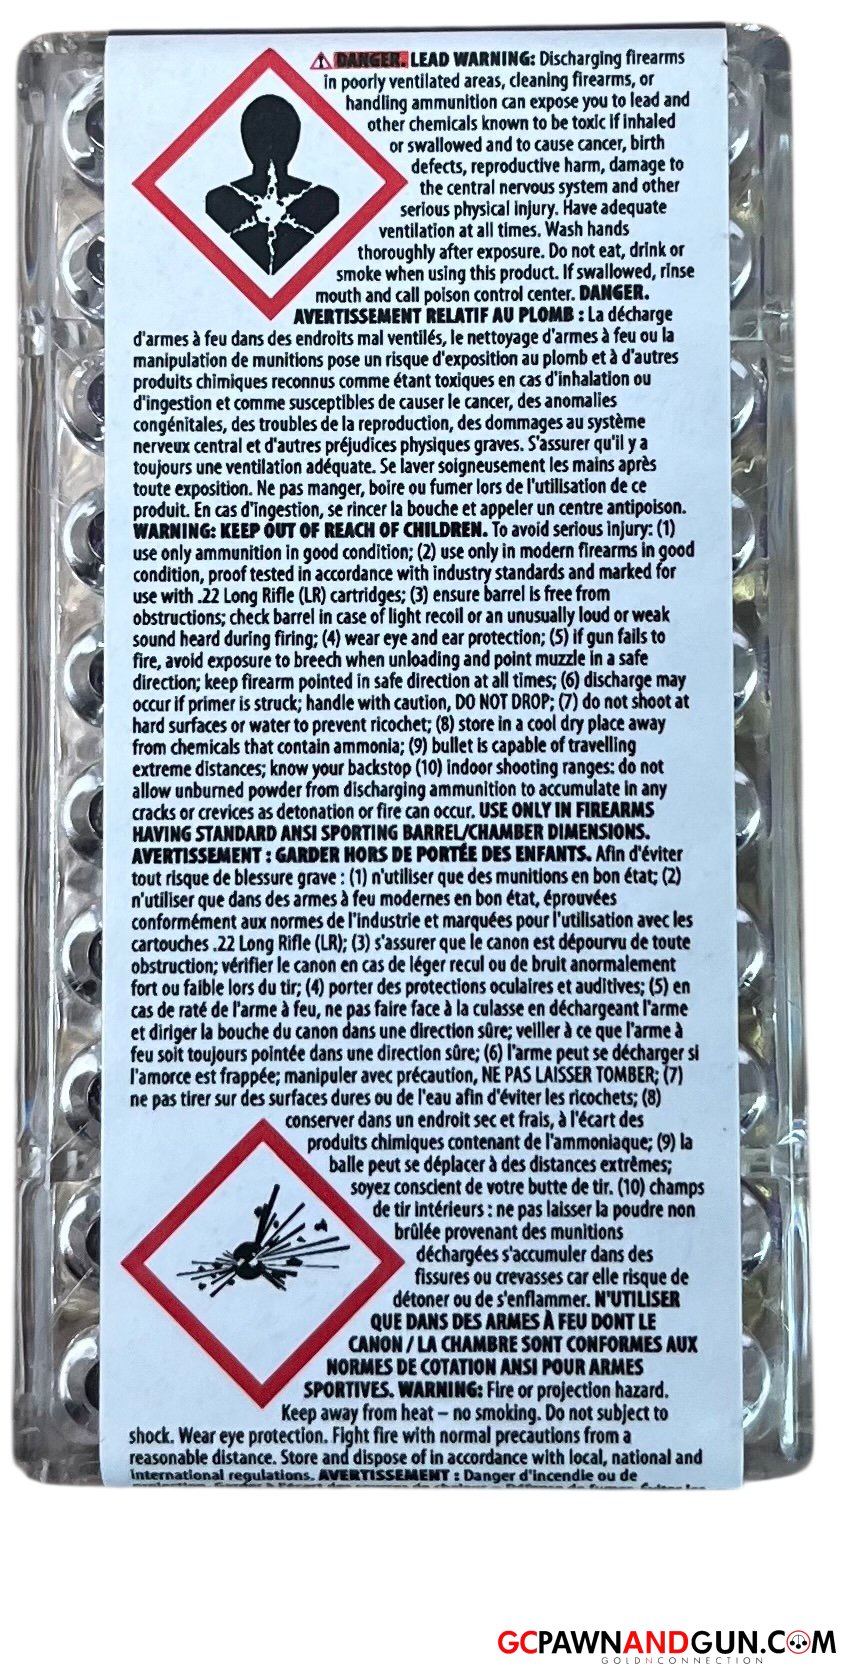 DANGER. LEAD WARNING: Discharging firearms
in poorly ventilated areas, cleaning firearms, or
handling ammunition can expose you to lead and
other chemicals known to be toxic if inhaled
or swallowed and to cause cancer, birth
defects, reproductive harm, damage to
the central nervous system and other
serious physical injury. Have adequate
ventilation at all times. Wash hands
thoroughly after exposure. Do not eat, drink or
smoke when using this product. If swallowed, rinse
mouth and call poison control center. DANGER.
AVERTISSEMENT RELATIF AU PLOMB : La décharge
d'armes à feu dans des endroits mal ventilés, le nettoyage d'armes à feu ou la
manipulation de munitions pose un risque d'exposition au plomb et à d'autres
produits chimiques reconnus comme étant toxiques en cas d'inhalation ou
d'ingestion et comme susceptibles de causer le cancer, des anomalies
congénitales, des troubles de la reproduction, des dommages au système
nerveux central et d'autres préjudices physiques graves. S'assurer qu'il y a
toujours une ventilation adéquate. Se laver soigneusement les mains après
toute exposition. Ne pas manger, boire ou fumer lors de l'utilisation de ce
produit. En cas d'ingestion, se rincer la bouche et appeler un centre antipoison.
WARNING: KEEP OUT OF REACH OF CHILDREN. To avoid serious injury: (1)
use only ammunition in good condition; (2) use only in modern firearms in good
condition, proof tested in accordance with industry standards and marked for
use with .22 Long Rifle (LR) cartridges; (3) ensure barrel is free from
obstructions; check barrel in case of light recoil or an unusually loud or weak
sound heard during firing; (4) wear eye and ear protection; (5) if gun fails to
fire, avoid exposure to breech when unloading and point muzzle in a safe
direction; keep firearm pointed in safe direction at all times; (6) discharge may
occur if primer is struck; handle with caution, DO NOT DROP; (7) do not shoot at
hard surfaces or water to prevent ricochet; (8) store in a cool dry place away
from chemicals that contain ammonia; (9) bullet is capable of travelling
extreme distances; know your backstop (10) indoor shooting ranges: do not
allow unburned powder from discharging ammunition to accumulate in any
cracks or crevices as detonation or fire can occur. USE ONLY IN FIREARMS
HAVING STANDARD ANSI SPORTING BARREL/CHAMBER DIMENSIONS.
AVERTISSEMENT : GARDER HORS DE PORTÉE DES ENFANTS. Afin d'éviter
tout risque de blessure grave : (1) n'utiliser que des munitions en bon état; (2)
n'utiliser que dans des armes à feu modernes en bon état, éprouvées
conformément aux normes de l'industrie et marquées pour l'utilisation avec les
cartouches .22 Long Rifle (LR); (3) s'assurer que le canon est dépourvu de toute
obstruction; vérifier le canon en cas de léger recul ou de bruit anormalement
fort ou faible lors du tir; (4) porter des protections oculaires et auditives; (5) en
cas de raté de l'arme à feu, ne pas faire face à la culasse en déchargeant l'arme
et diriger la bouche du canon dans une direction sûre; veiller à ce que l'arme à
feu soit toujours pointée dans une direction sûre; (6) l'arme peut se décharger si
l'amorce est frappée; manipuler avec précaution, NE PAS LAISSER TOMBER; (7)
ne pas tirer sur des surfaces dures ou de l'eau afin d'éviter les ricochets; (8)
conserver dans un endroit sec et frais, à l'écart des
produits chimiques contenant de l'ammoniaque; (9) la
balle peut se déplacer à des distances extrêmes;
soyez conscient de votre butte de tir. (10) champs
de tir intérieurs : ne pas laisser la poudre non
brûlée provenant des munitions
déchargées s'accumuler dans des
fissures ou crevasses car elle risque de
détoner ou de s'enflammer. N'UTILISER
QUE DANS DES ARMES À FEU DONT LE
CANON / LA CHAMBRE SONT CONFORMES AUX
NORMES DE COTATION ANSI POUR ARMES
SPORTIVES. WARNING: Fire or projection hazard.
Keep away from heat – no smoking. Do not subject to
shock. Wear eye protection. Fight fire with normal precautions from a
reasonable distance. Store and dispose of in accordance with local, national and
international regulations. AVERTISSEMENT : Danger d'incendie ou de
GCPAWNANDGUN.COM
GOLDNCONNECTION